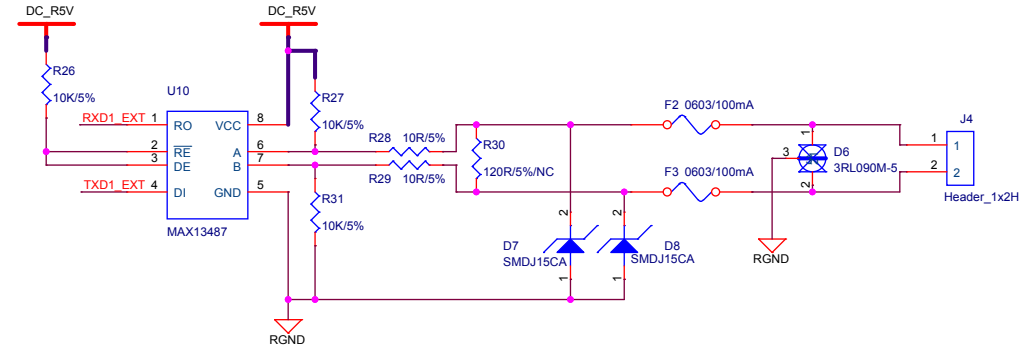 DC_R5V
DC_R5V
R26
10K/5%
U10
R27
10K/5%
F2 0603/100mA
J4
RXD1_EXT 1 RO VCC 8
2 RE A 6
3 DE B 7
TXD1_EXT 4 DI GND 5
MAX13487
R28 10R/5%
R29 10R/5%
R30
120R/5%/NC
R31
10K/5%
F3 0603/100mA
1
3
2
D6
3RL090M-5
1 1
2 2
Header_1x2H
2
1
D7
SMDJ15CA
2
1
D8
SMDJ15CA
RGND
RGND